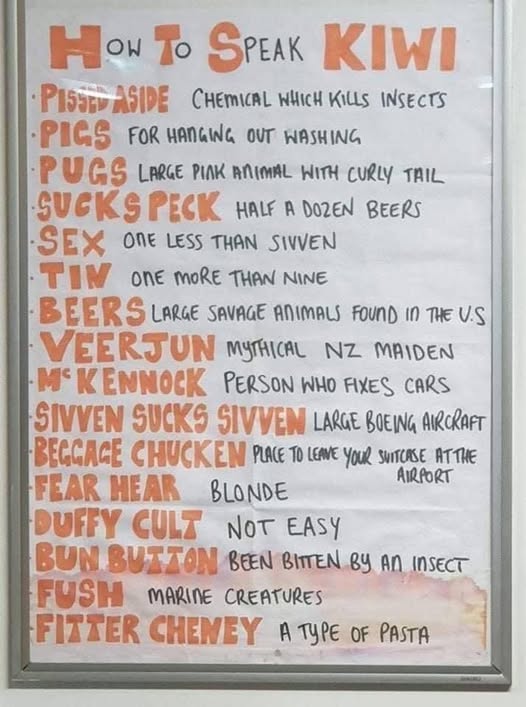 HOW TO SPEAK KIWI
· PISSED ASIDE CHEMICAL WHICH KILLS INSECTS
· PIGS FOR HANGING OUT WASHING
· PUGS LARGE PINK ANIMAL WITH CURLY TAIL
· SUCKS PECK HALF A DOZEN BEERS
· SEX ONE LESS THAN SIVVEN
· TIN ONE MORE THAN NINE
· BEERS LARGE SAVAGE ANIMALS FOUND IN THE U.S
· VEERJUN MYTHICAL NZ MAIDEN
· McKENNOCK PERSON WHO FIXES CARS
· SIVVEN SUCKS SIVVEN LARGE BOEING AIRCRAFT
· BEGGAGE CHUCKEN PLACE TO LEAVE YOUR SUITCASE AT THE
AIRPORT
· FEAR HEAR BLONDE
· DUFFY CULT NOT EASY
· BUN BUTTON BEEN BITTEN BY AN INSECT
· FUSH MARINE CREATURES
· FITTER CHENEY A TYPE OF PASTA